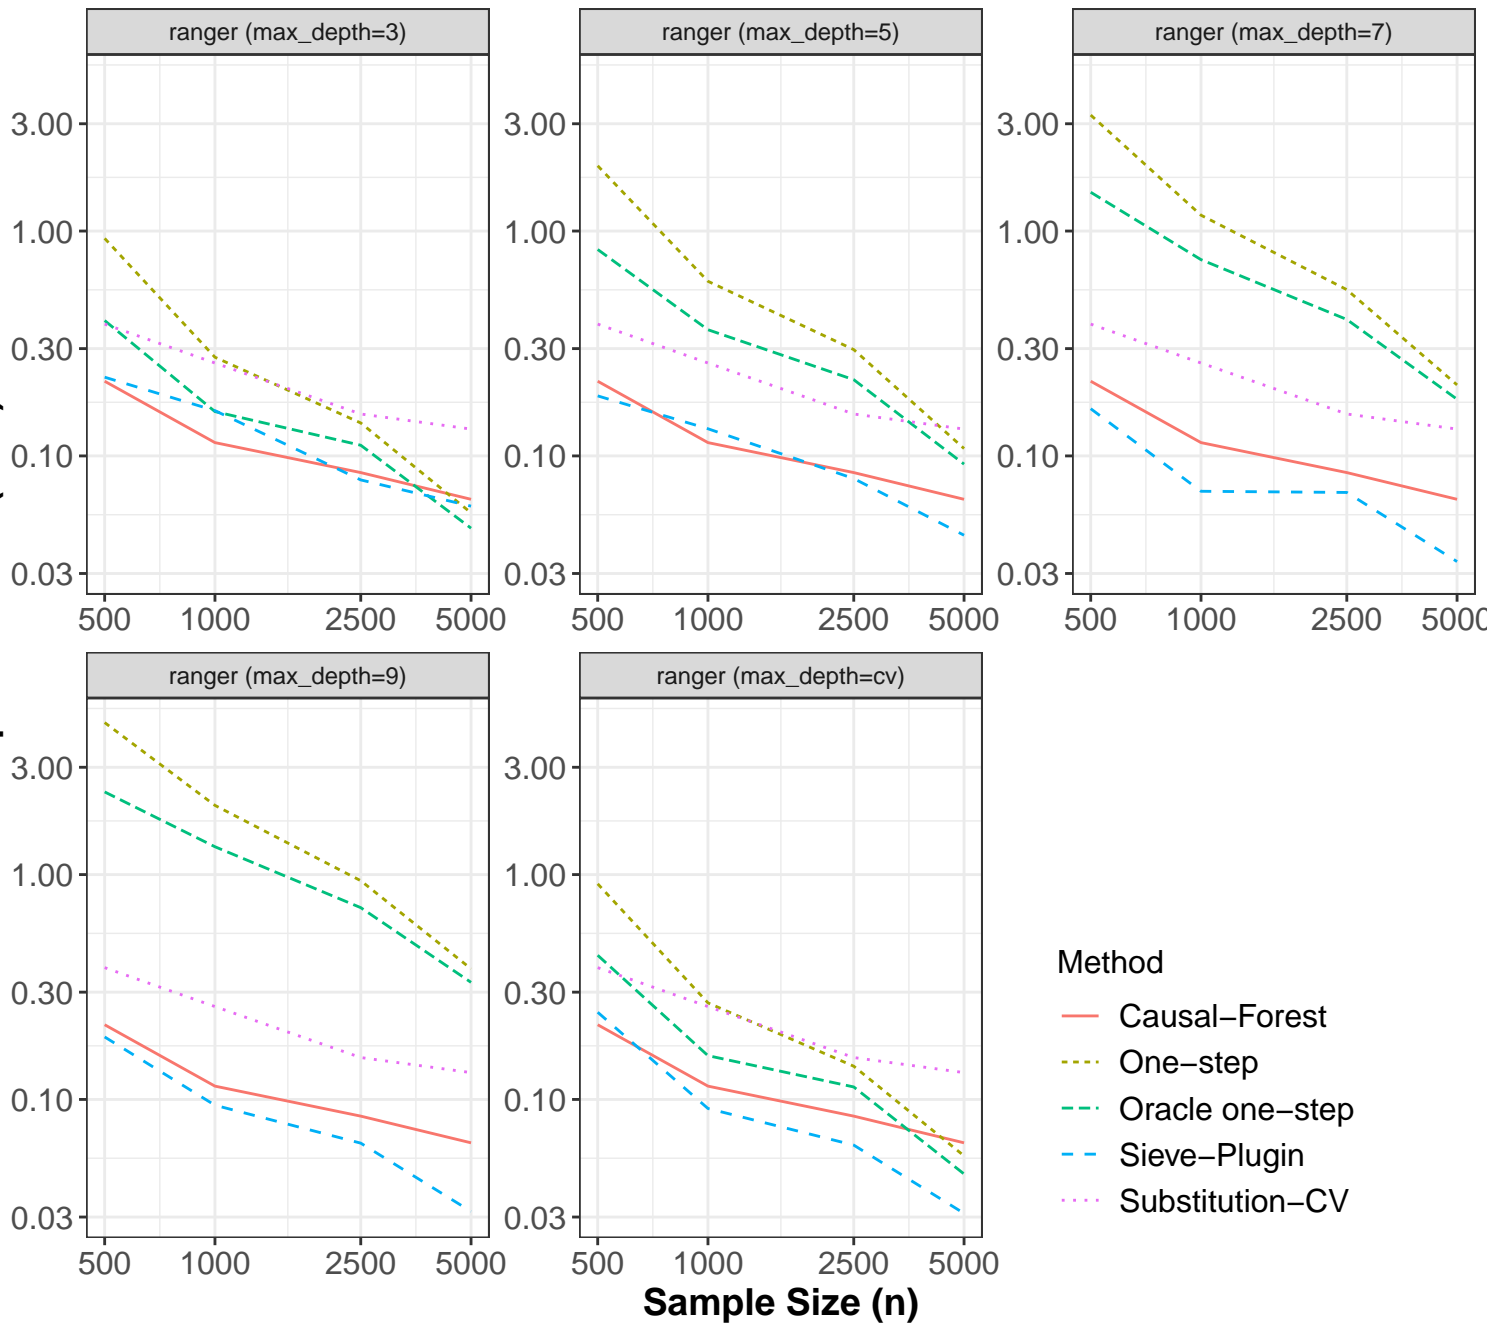 ranger (max_depth=3)
ranger (max_depth=5)
ranger (max_depth=7)
3.00
1.00
0.30
0.10
0.03
3.00
1.00
0.30
0.10
0.03
3.00
1.00
0.30
0.10
0.03
500 1000 2500 5000
500 1000 2500 5000
500 1000 2500 5000
ranger (max_depth=9)
ranger (max_depth=cv)
3.00
1.00
0.30
0.10
0.03
3.00
1.00
0.30
0.10
0.03
500 1000 2500 5000
500 1000 2500 5000
Sample Size (n)
Method
Causal−Forest
One−step
Oracle one−step
Sieve−Plugin
Substitution−CV